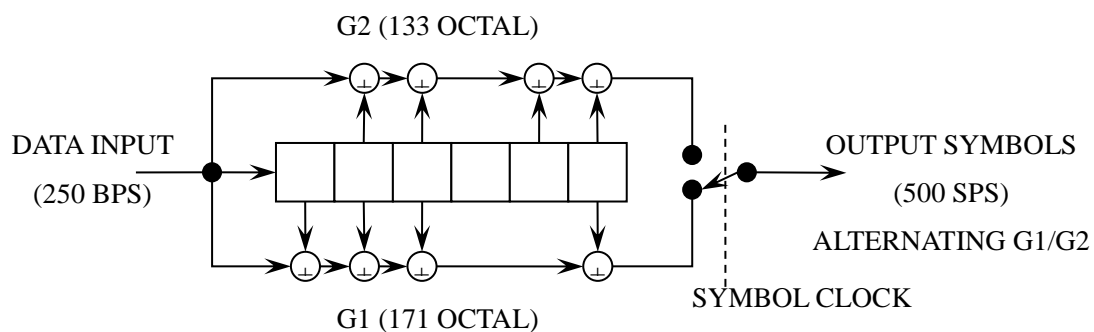 G2 (133 OCTAL)
DATA INPUT
(250 BPS)
OUTPUT SYMBOLS
(500 SPS)
ALTERNATING G1/G2
SYMBOL CLOCK
G1 (171 OCTAL)